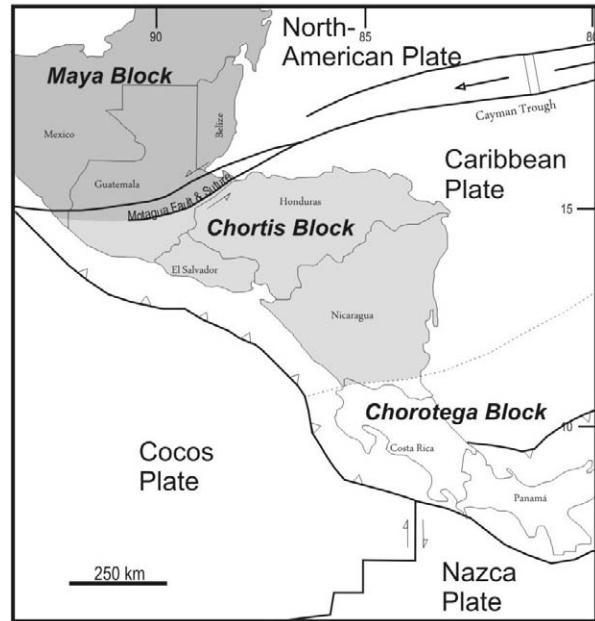 90
85
80
North-
American Plate
Maya Block
Mexico
Belize
Guatemala
Cayman Trough
Caribbean
Plate
Motagua Fault & Suture
Honduras
15
Chortis Block
El Salvador
Nicaragua
Chorotega Block
Costa Rica
10
Panamá
Cocos
Plate
250 km
Nazca
Plate